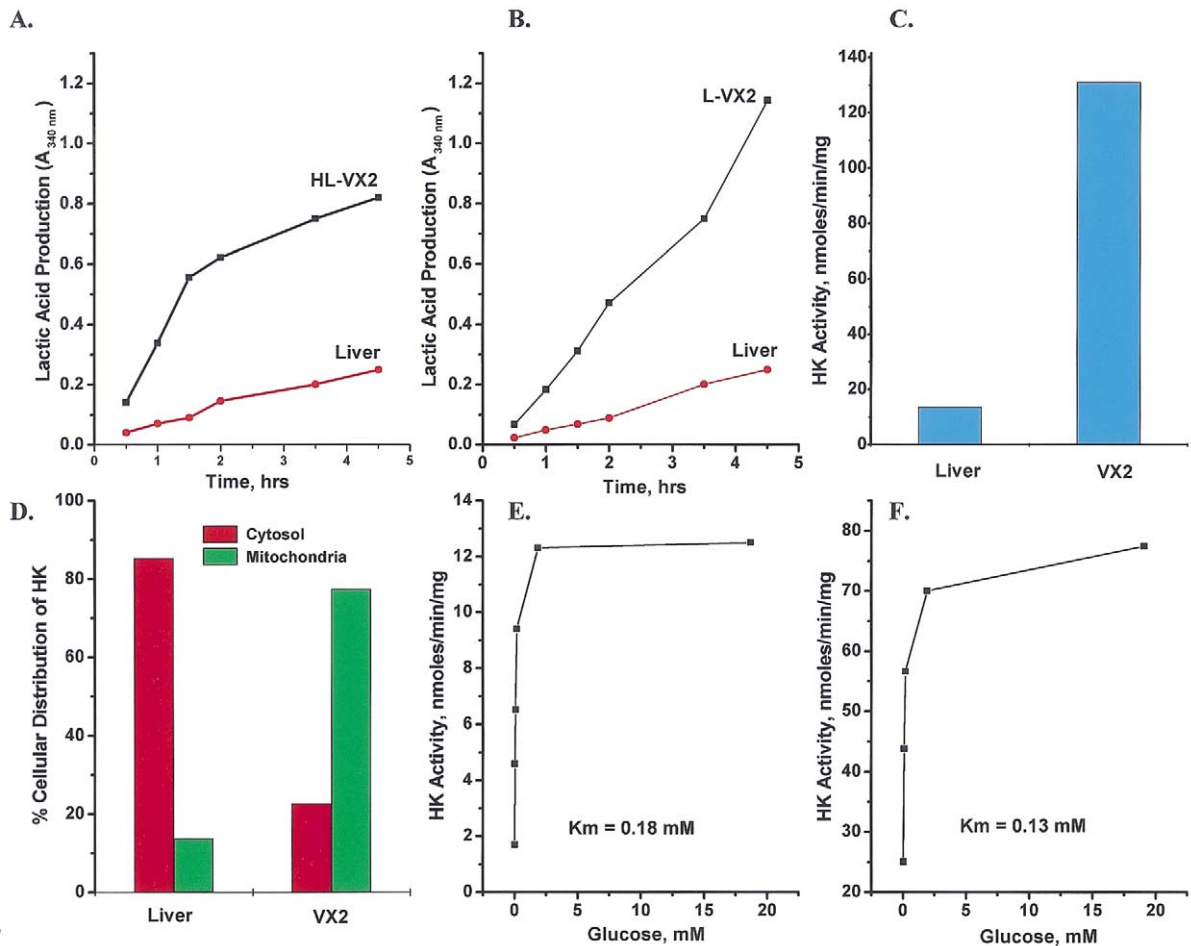 A.
Lactic Acid Production (A340 nm)
1.2
1.0
0.8
0.6
0.4
0.2
0.0
HL-VX2
Liver
0 1 2 3 4 5
Time, hrs
B.
Lactic Acid Production (A340 nm)
1.2
1.0
0.8
0.6
0.4
0.2
0.0
L-VX2
Liver
0 1 2 3 4 5
Time, hrs
C.
HK Activity, nmoles/min/mg
140
130
120
110
100
90
80
70
60
50
40
30
20
10
0
Liver VX2
D.
% Cellular Distribution of HK
100
80
60
40
20
0
Cytosol
Mitochondria
Liver VX2
E.
HK Activity, nmoles/min/mg
14
12
10
8
6
4
2
0
Km = 0.18 mM
0 5 10 15 20
Glucose, mM
F.
HK Activity, nmoles/min/mg
80
70
60
50
40
30
20
Km = 0.13 mM
0 5 10 15 20
Glucose, mM